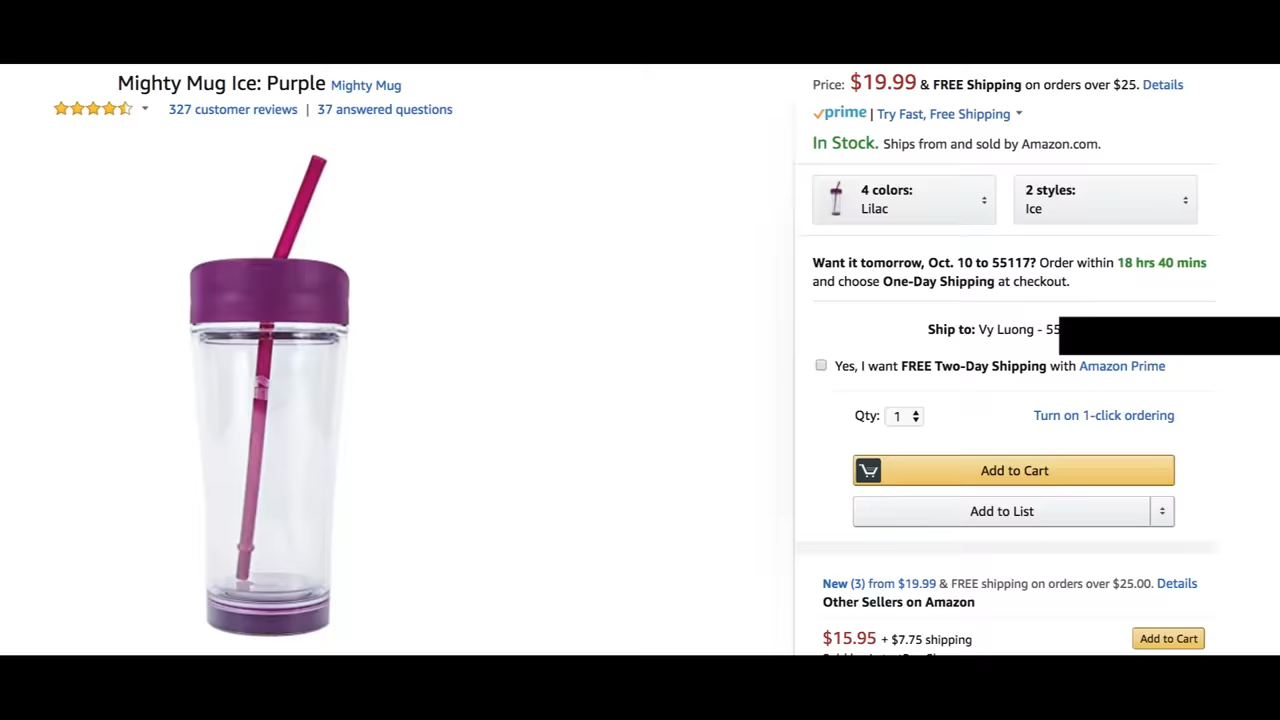 Mighty Mug Ice: Purple Mighty Mug
327 customer reviews | 37 answered questions
Price: $19.99 & FREE Shipping on orders over $25. Details
prime | Try Fast, Free Shipping
In Stock. Ships from and sold by Amazon.com.
4 colors:
Lilac
2 styles:
Ice
Want it tomorrow, Oct. 10 to 55117? Order within 18 hrs 40 mins
and choose One-Day Shipping at checkout.
Ship to: Vy Luong - 55
Yes, I want FREE Two-Day Shipping with Amazon Prime
Qty: 1
Turn on 1-click ordering
Add to Cart
Add to List
New (3) from $19.99 & FREE shipping on orders over $25.00. Details
Other Sellers on Amazon
$15.95 + $7.75 shipping
Add to Cart